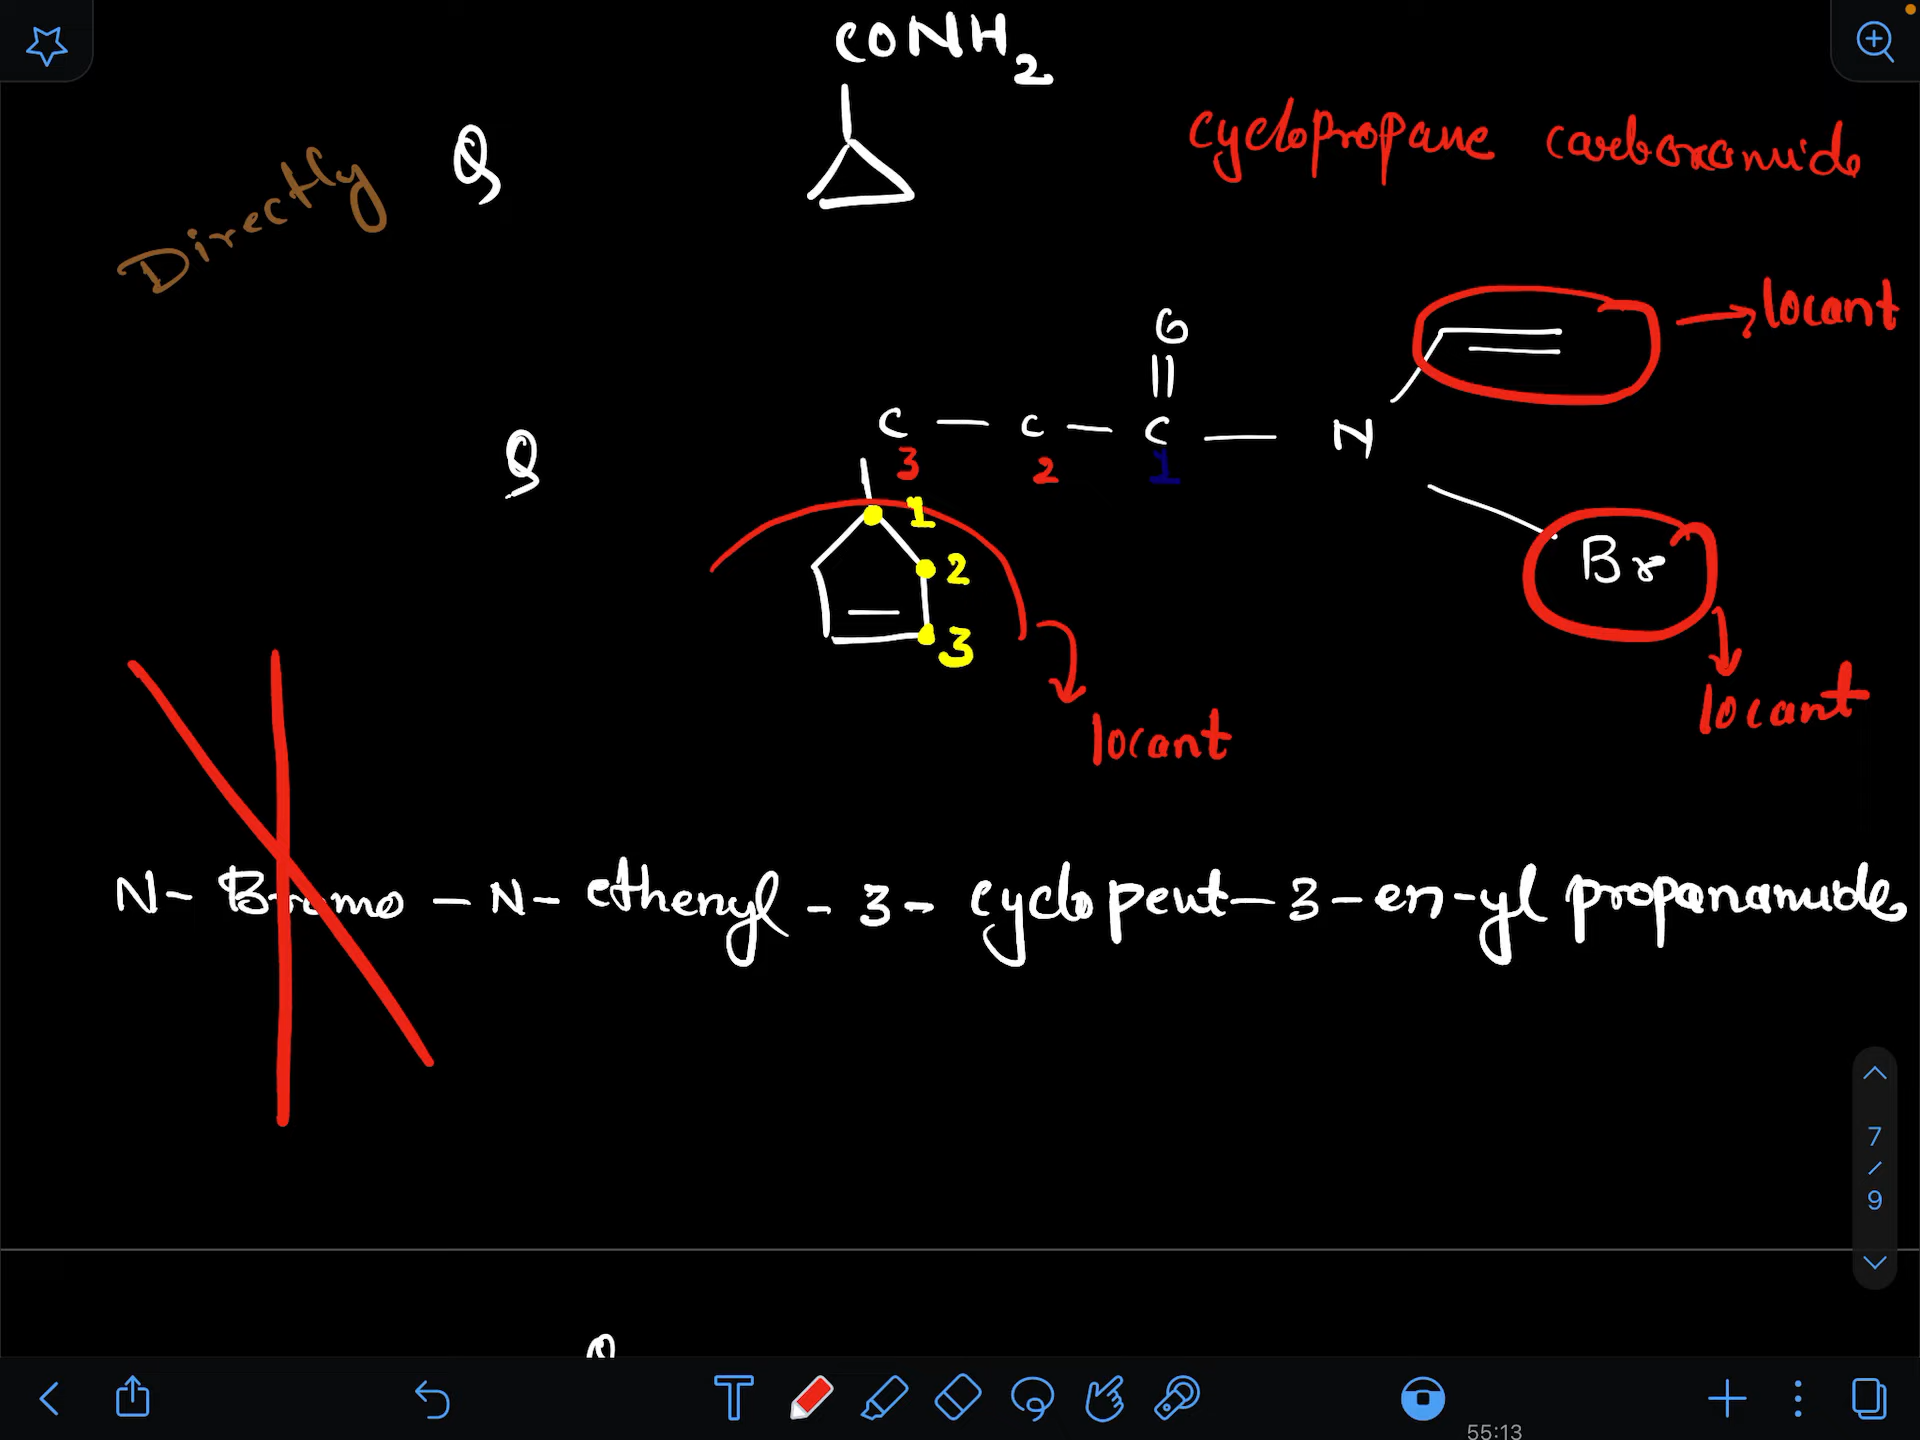 CONH2
Directly
Q
cyclopropane carboxamide
O
locant
Q
C — C — C — N
3 2 1
1
Br
2
3
locant
locant
N- Bromo - N- ethenyl - 3- cyclopent-3-en-yl propanamide
7
/
9
Q
T
55:13